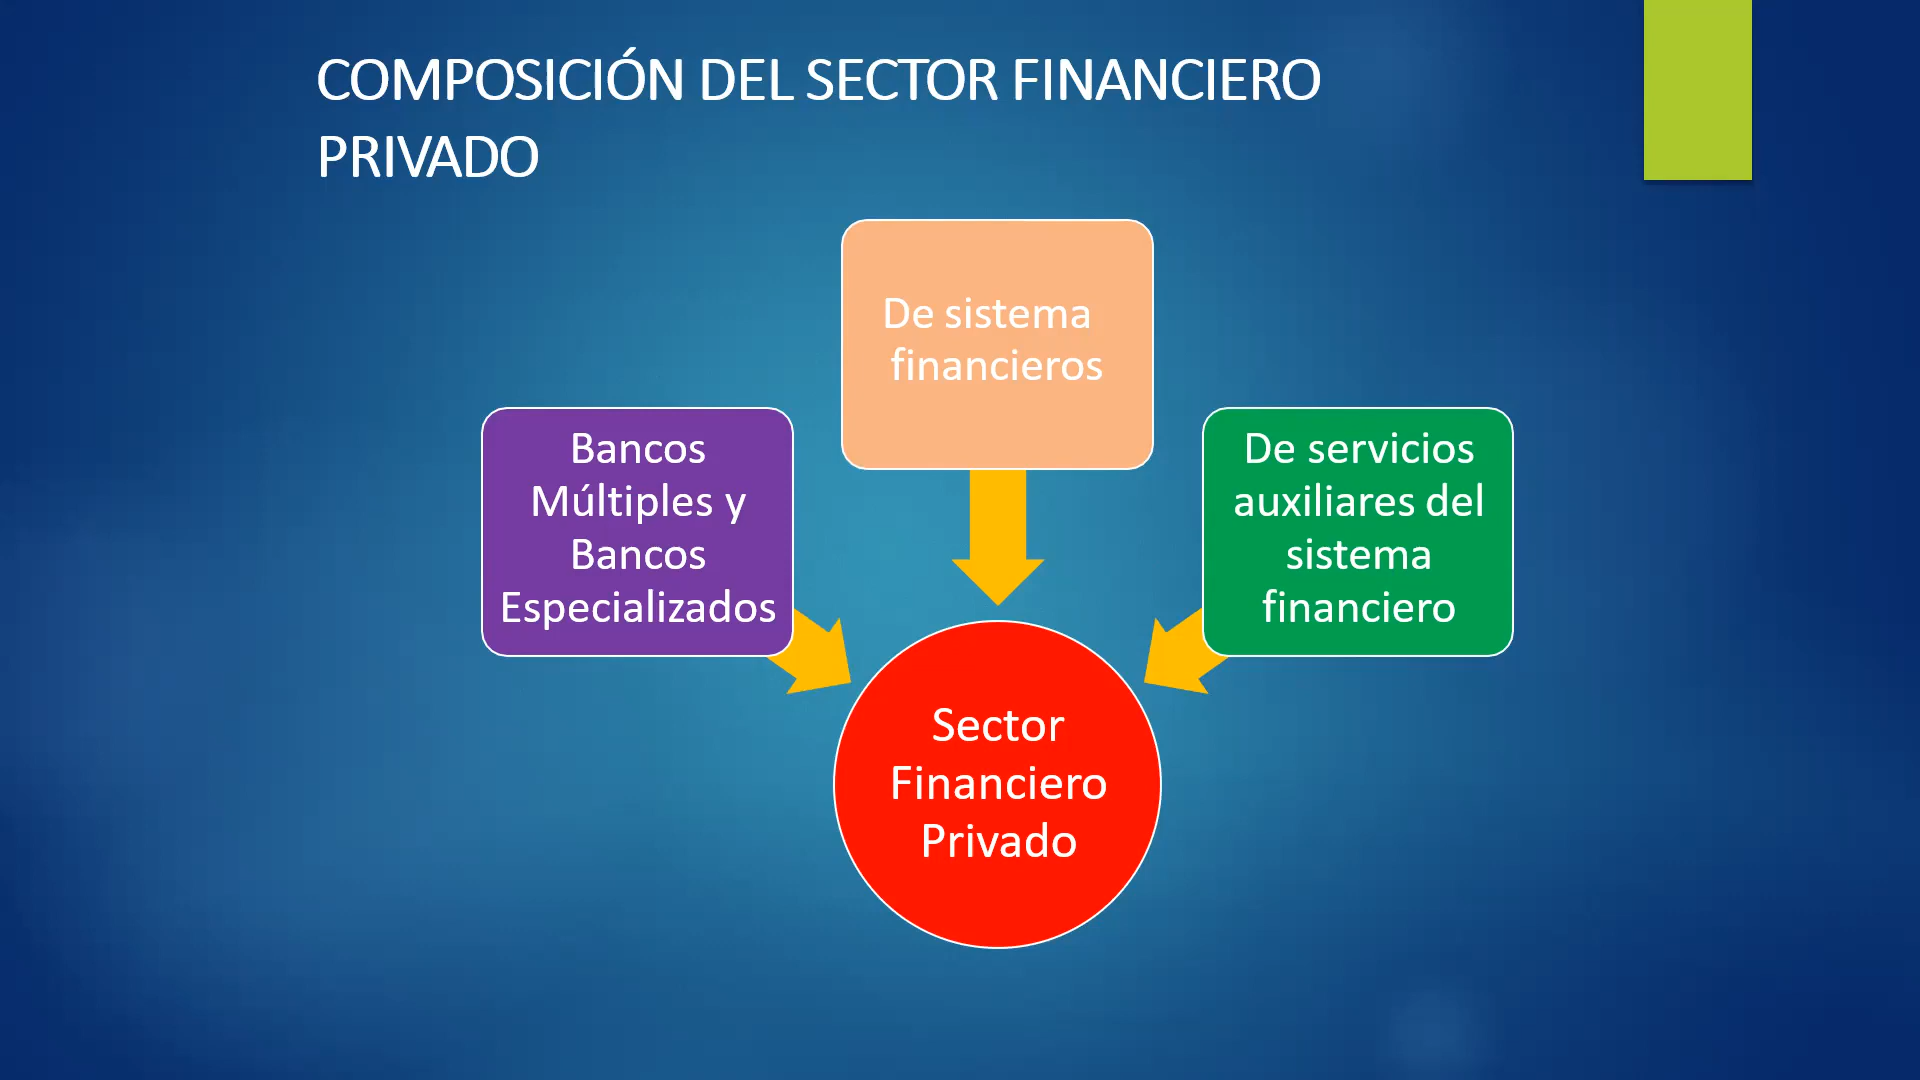 COMPOSICIÓN DEL SECTOR FINANCIERO
PRIVADO
De sistema
financieros
Bancos
Múltiples y
Bancos
Especializados
De servicios
auxiliares del
sistema
financiero
Sector
Financiero
Privado